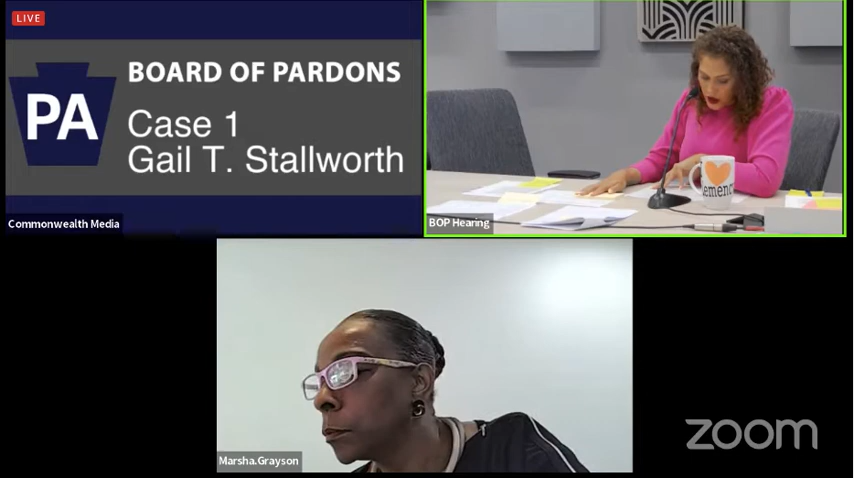 LIVE
PA
BOARD OF PARDONS
Case 1
Gail T. Stallworth
Commonwealth Media
BOP Hearing
Marsha.Grayson
zoom